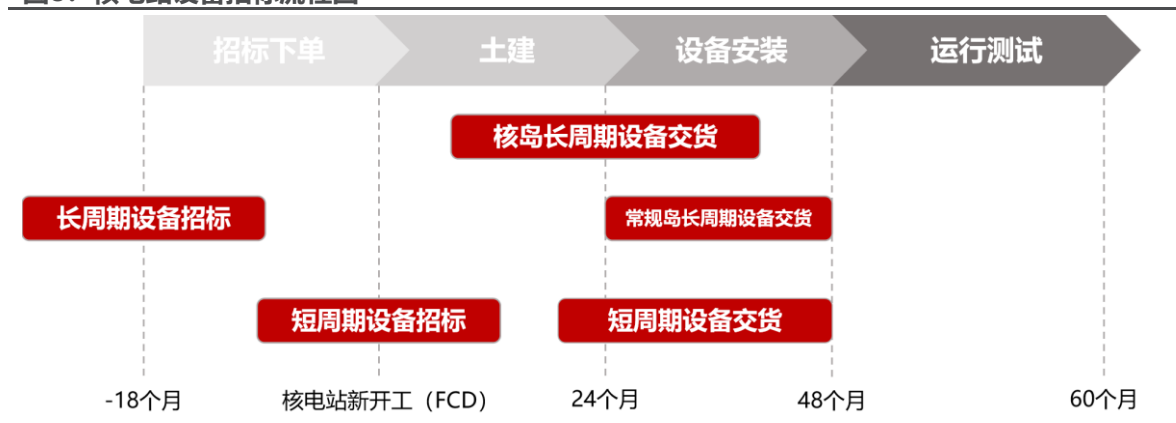 招标下单 土建 设备安装 运行测试
核岛长周期设备交货
长周期设备招标 常规岛长周期设备交货
短周期设备招标 短周期设备交货
-18个月 核电站新开工（FCD） 24个月 48个月 60个月